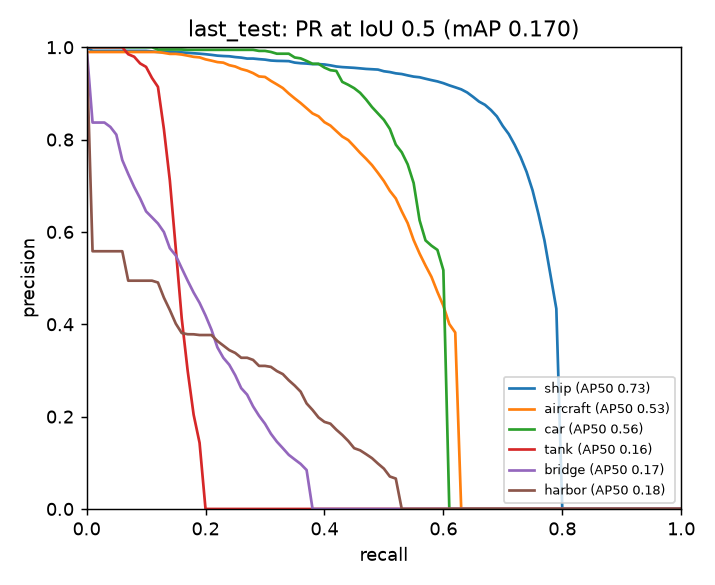 last_test: PR at IoU 0.5 (mAP 0.170)
1.0
0.8
0.6
0.4
0.2
0.0
precision
0.0 0.2 0.4 0.6 0.8 1.0
recall
ship (AP50 0.73)
aircraft (AP50 0.53)
car (AP50 0.56)
tank (AP50 0.16)
bridge (AP50 0.17)
harbor (AP50 0.18)